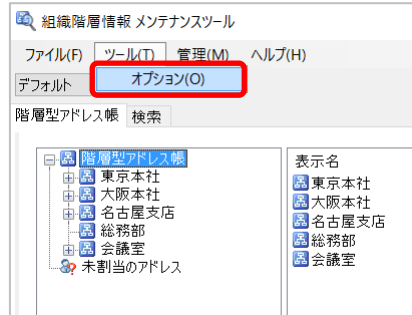 組織階層情報 メンテナンスツール
ファイル(F) ツール(T) 管理(M) ヘルプ(H)
デフォルト オプション(O)
階層型アドレス帳 検索
階層型アドレス帳
東京本社
大阪本社
名古屋支店
総務部
会議室
未割当のアドレス
表示名
東京本社
大阪本社
名古屋支店
総務部
会議室